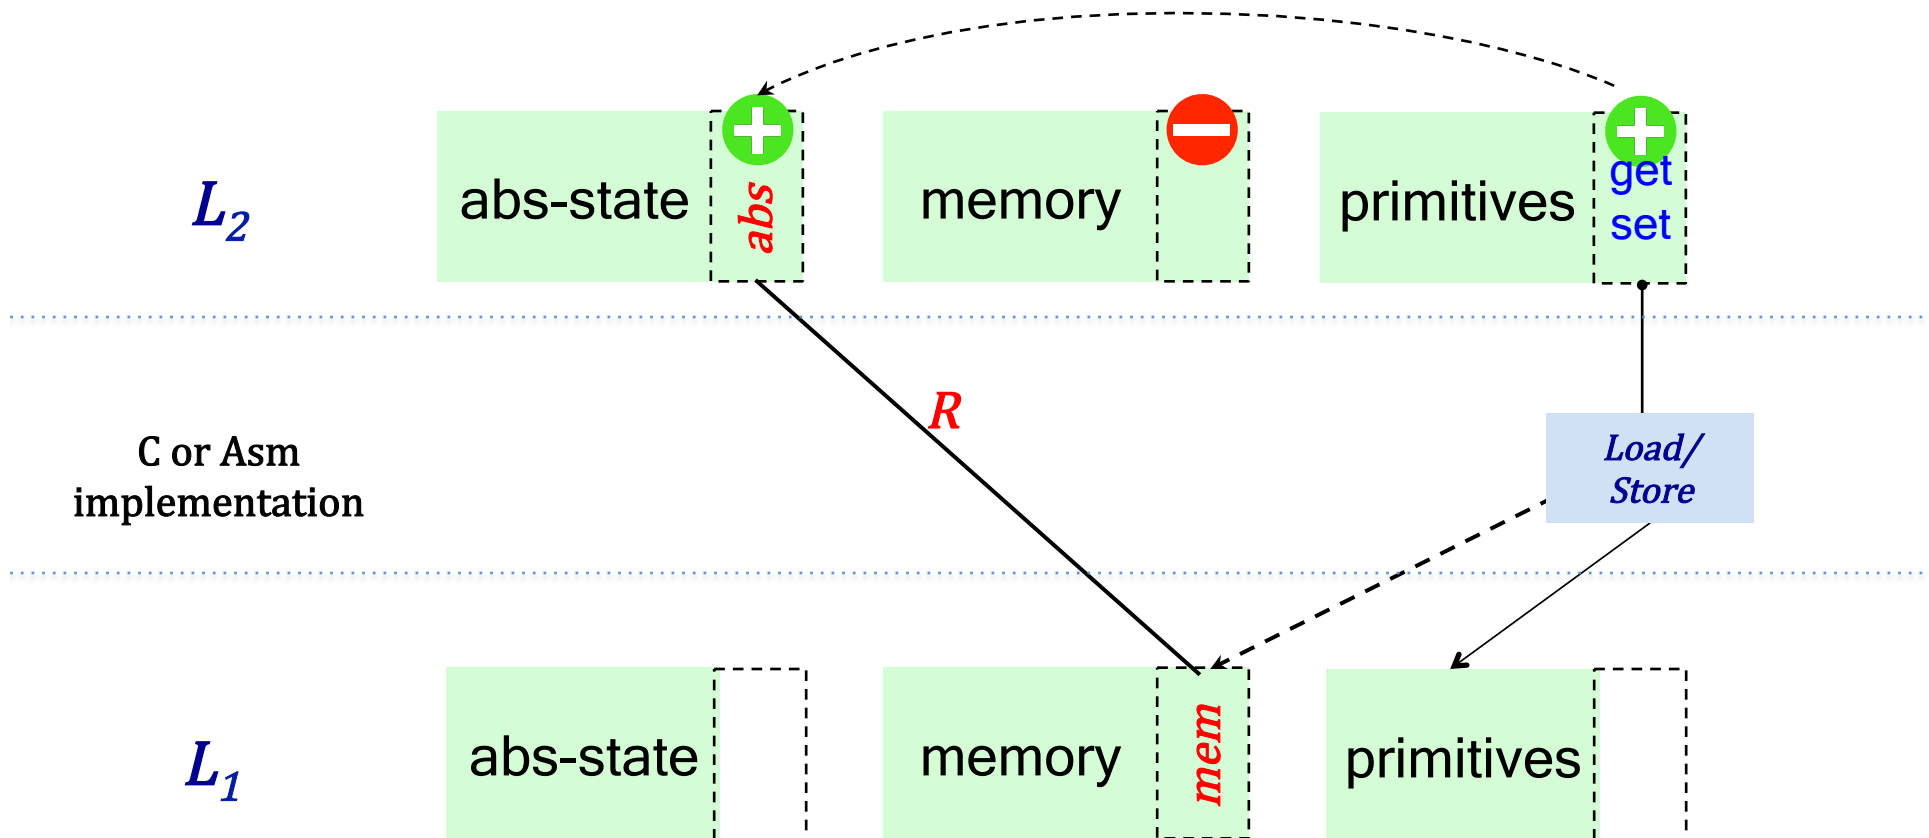 L2
abs-state
abs
memory
primitives
get
set
R
C or Asm
implementation
Load/
Store
L1
abs-state
memory
mem
primitives